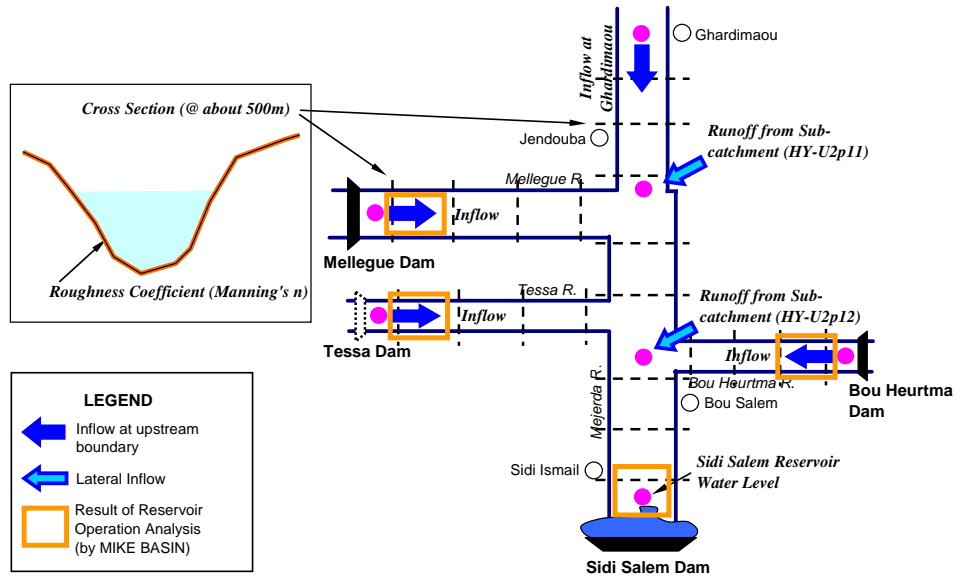 Ghardimaou
Inflow at
Ghardimaou
Cross Section (@ about 500m)
Jendouba
Runoff from Sub-
catchment (HY-U2p11)
Mellegue R.
Inflow
Mellegue Dam
Roughness Coefficient (Manning's n)
Tessa R.
Inflow
Tessa Dam
Runoff from Sub-
catchment (HY-U2p12)
Inflow
Bou Heurtma R.
Bou Heurtma
Dam
Mejerda R.
Bou Salem
Sidi Ismail
Sidi Salem Reservoir
Water Level
Sidi Salem Dam
LEGEND
Inflow at upstream
boundary
Lateral Inflow
Result of Reservoir
Operation Analysis
(by MIKE BASIN)